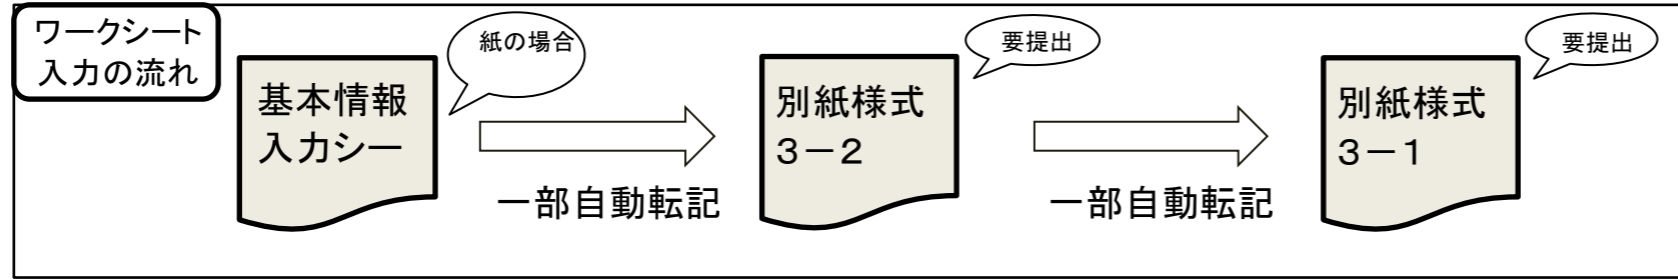 ワークシート
入力の流れ
基本情報
入力シー
紙の場合
一部自動転記
別紙様式
３－２
要提出
一部自動転記
別紙様式
３－１
要提出